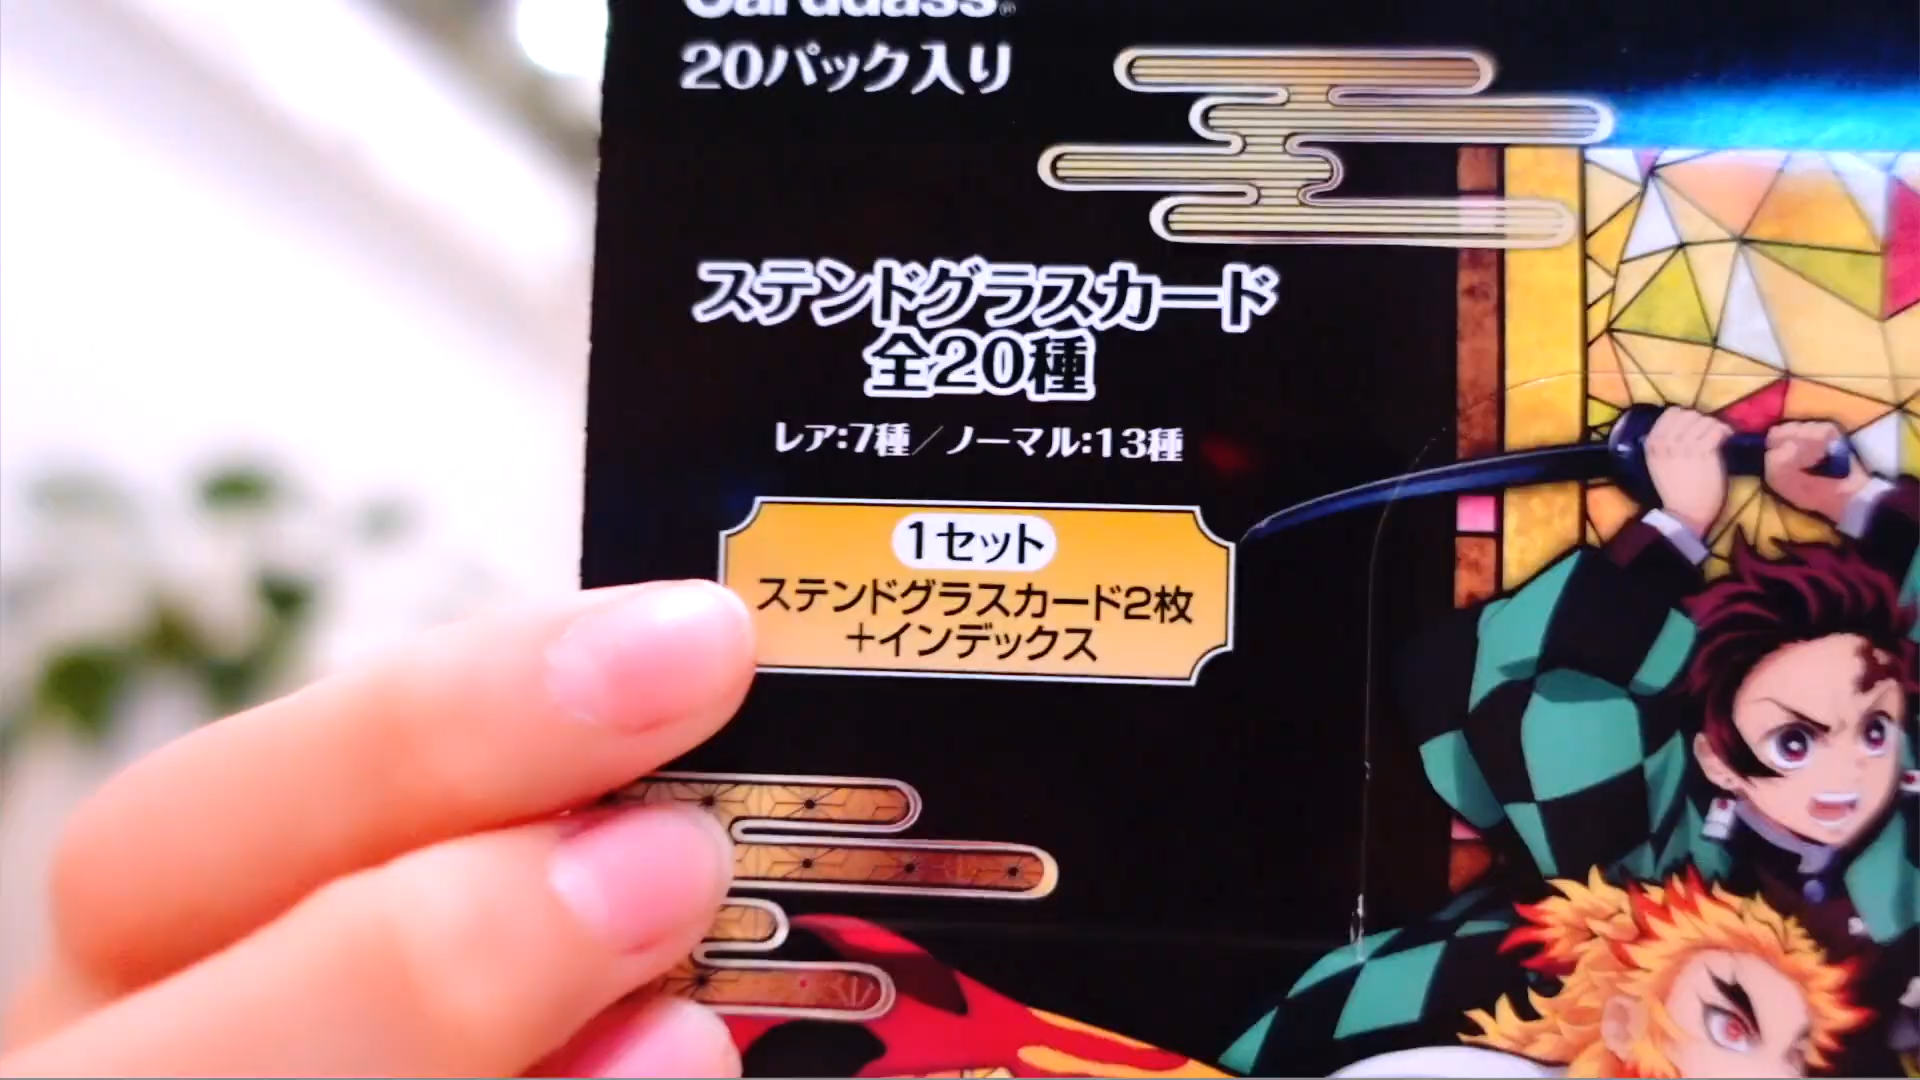 Carddass®
20パック入り
ステンドグラスカード
全20種
レア:7種/ノーマル:13種
1セット
ステンドグラスカード2枚
+インデックス